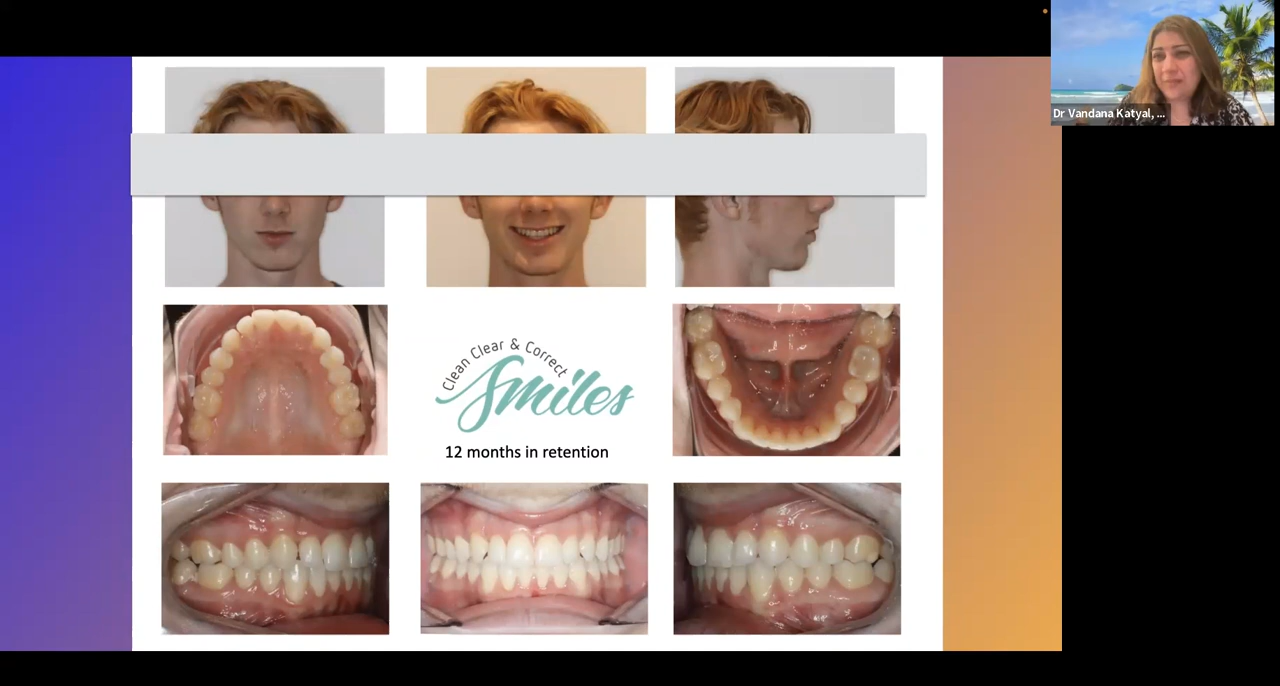 Dr Vandana Katyal, ...
Clean Clear & Correct
Smiles
12 months in retention